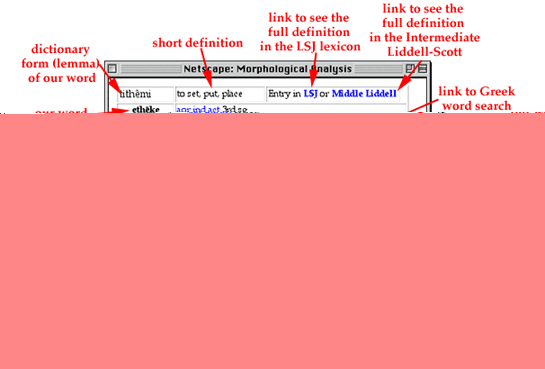 link to see the
full definition
in the LSJ lexicon
link to see the
full definition
in the Intermediate
Liddell-Scott
dictionary
form (lemma)
of our word
short definition
Netscape: Morphological Analysis
tithêmi
to set, put, place
Entry in LSJ or Middle Liddell
link to Greek
word search
our word
ethêke
aor ind act 3rd sg